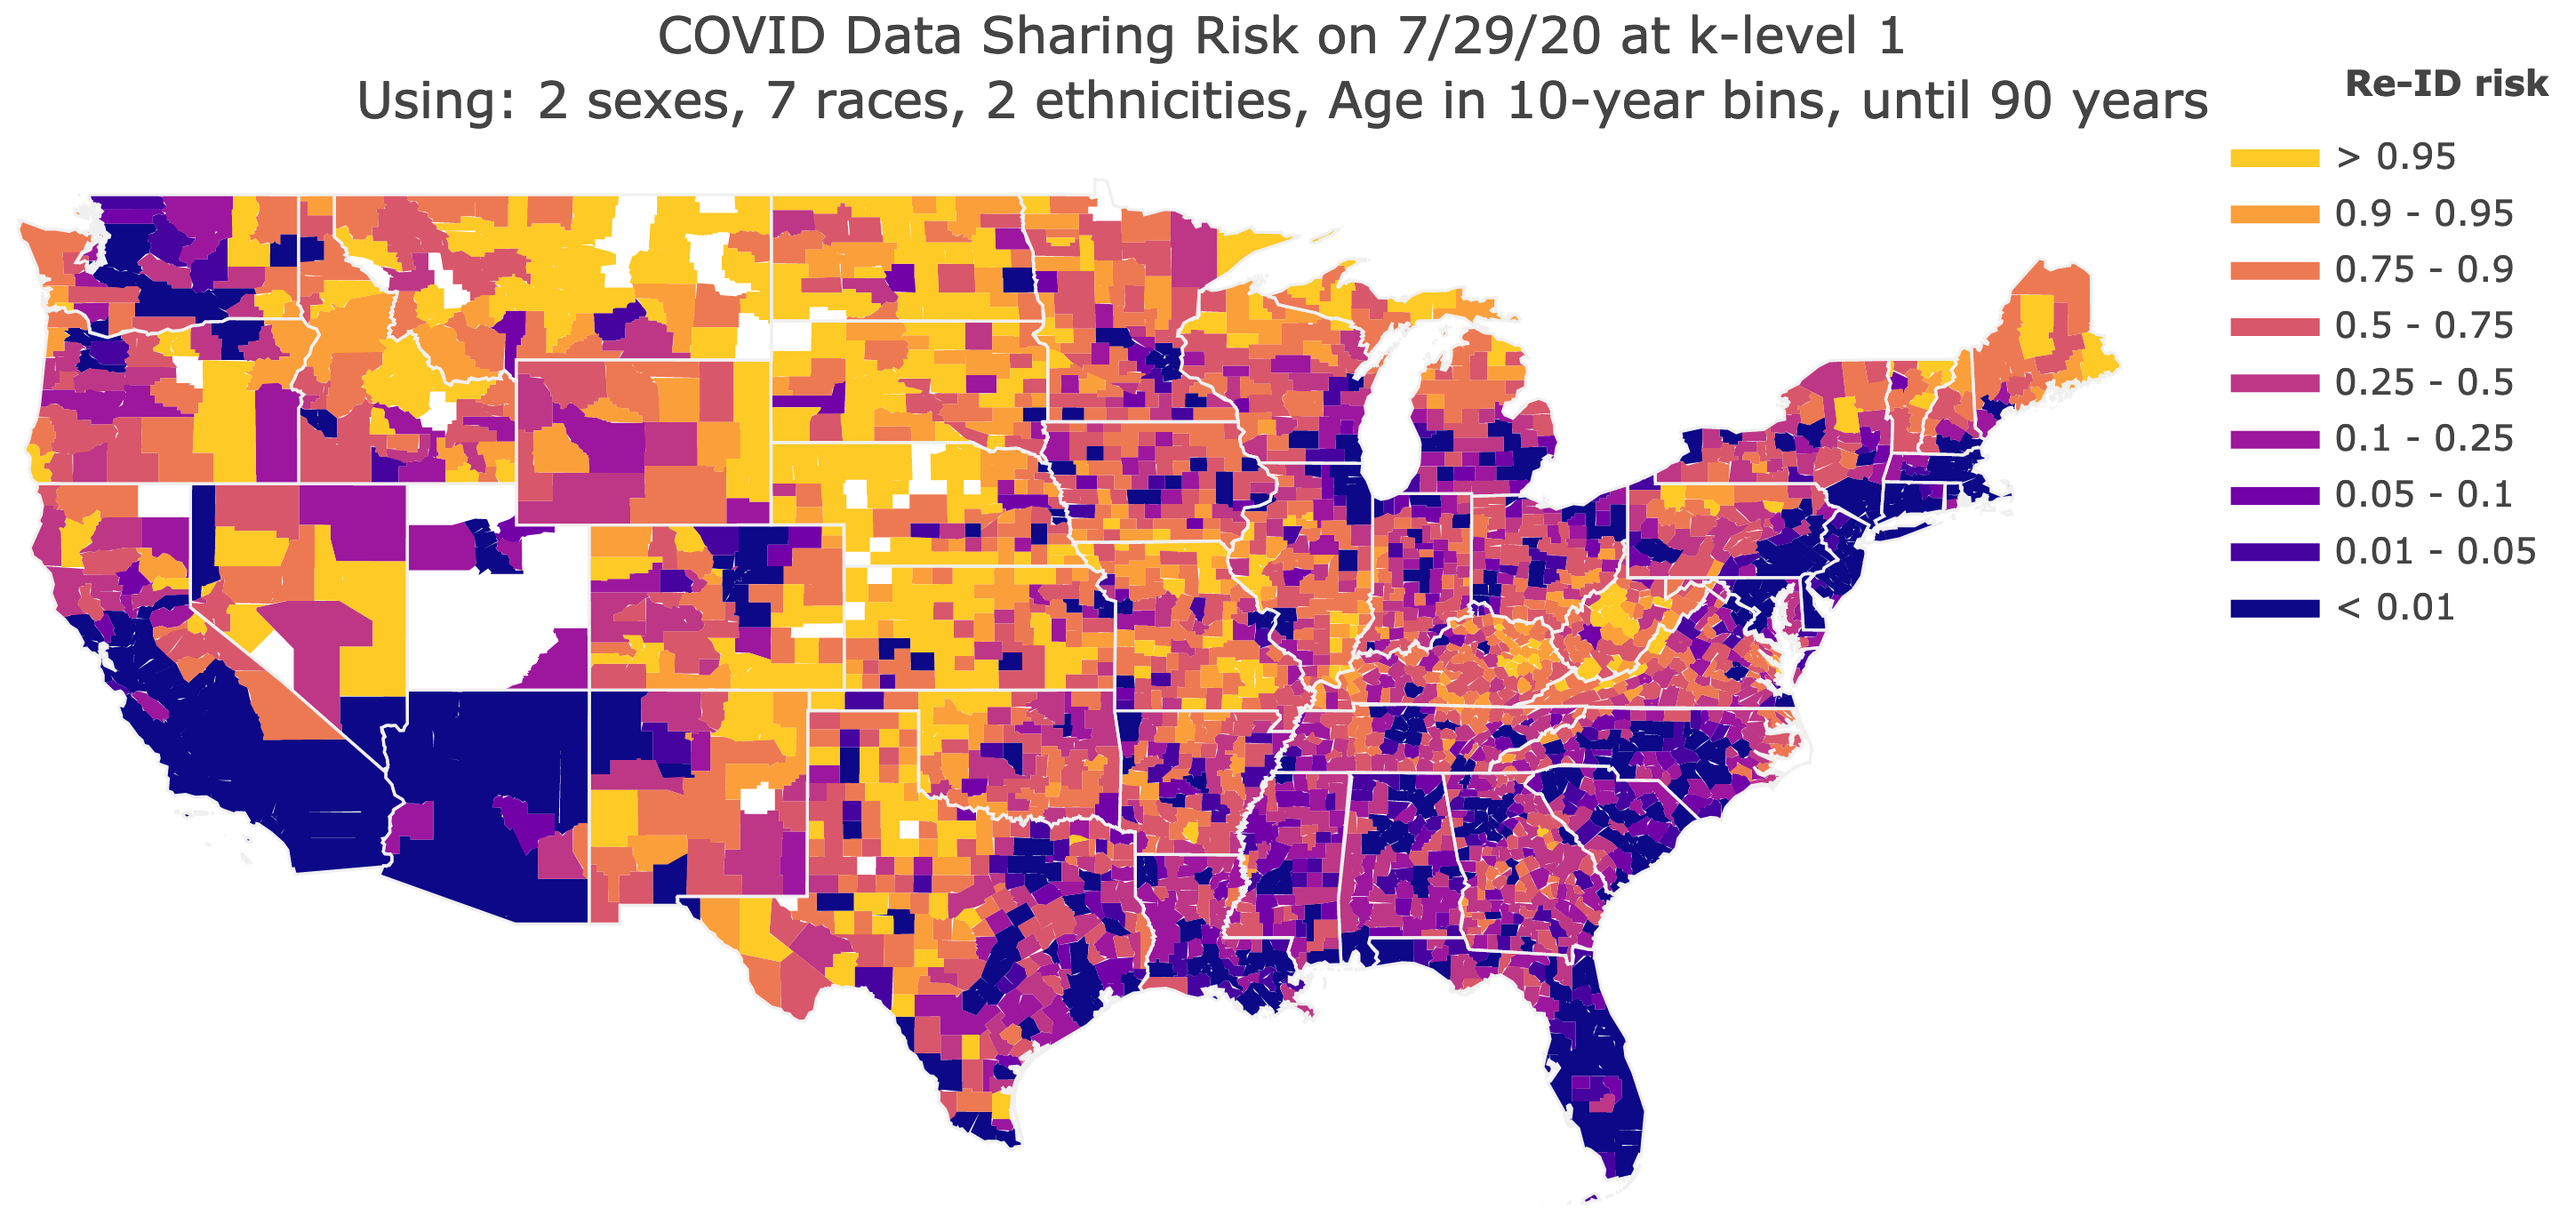 COVID Data Sharing Risk on 7/29/20 at k-level 1
Using: 2 sexes, 7 races, 2 ethnicities, Age in 10-year bins, until 90 years
Re-ID risk
> 0.95
0.9 - 0.95
0.75 - 0.9
0.5 - 0.75
0.25 - 0.5
0.1 - 0.25
0.05 - 0.1
0.01 - 0.05
< 0.01